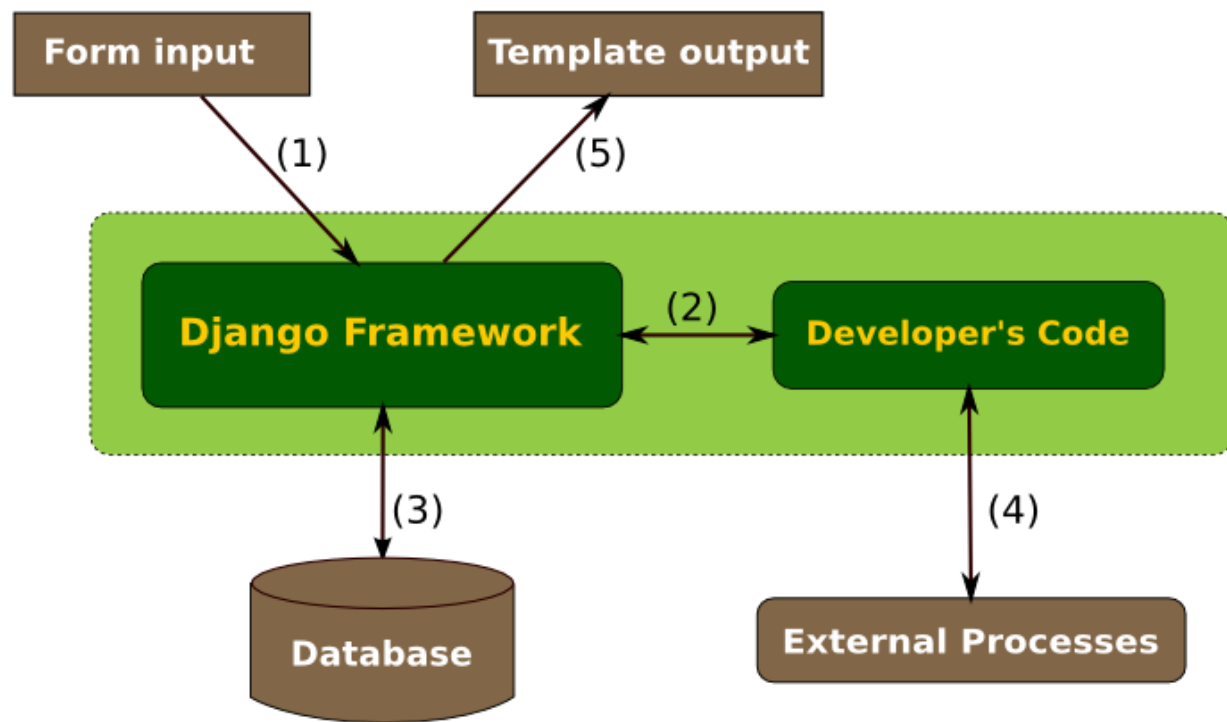 Form input
Template output
(1)
(5)
Django Framework
(2)
Developer's Code
(3)
(4)
Database
External Processes